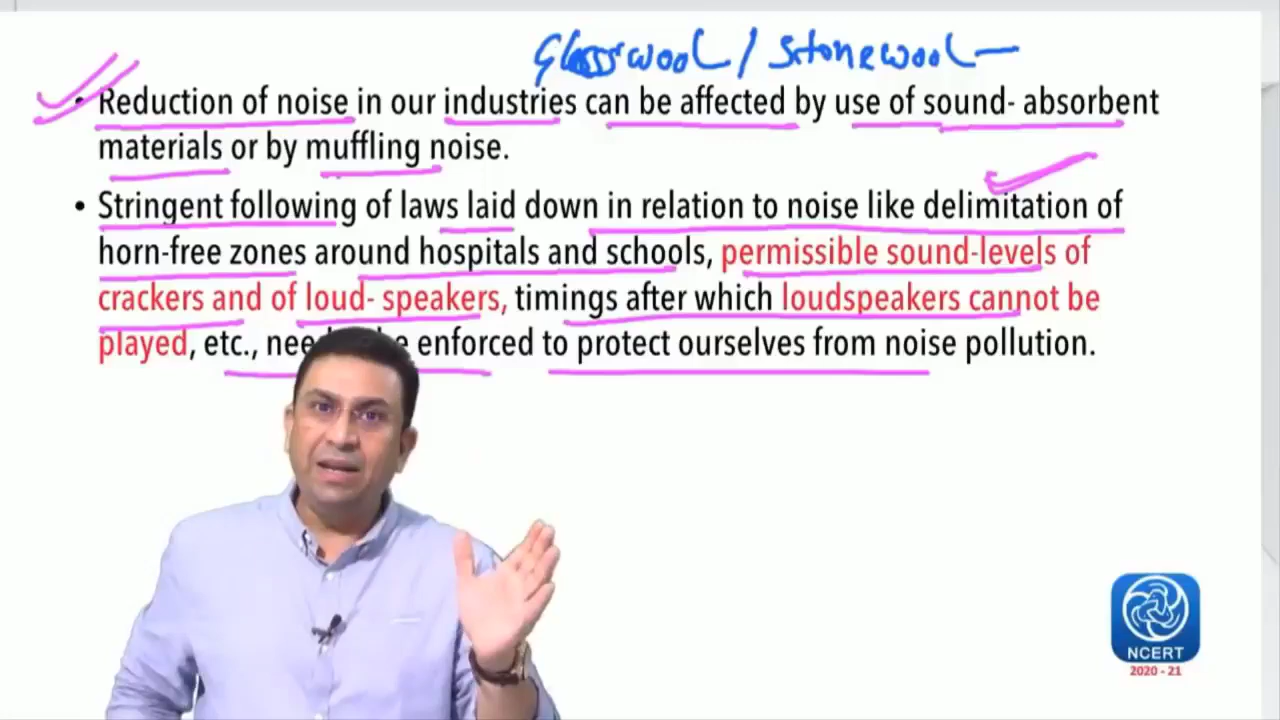 Glasswool / Stonewool
• Reduction of noise in our industries can be affected by use of sound- absorbent
materials or by muffling noise.
• Stringent following of laws laid down in relation to noise like delimitation of
horn-free zones around hospitals and schools, permissible sound-levels of
crackers and of loud- speakers, timings after which loudspeakers cannot be
played, etc., enforced to protect ourselves from noise pollution.
NCERT
2020 - 21